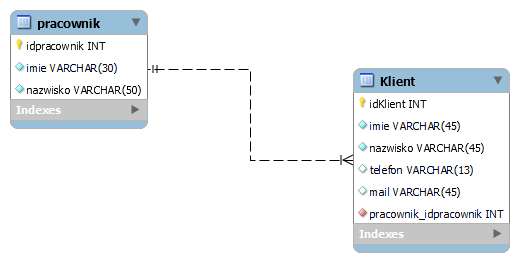 pracownik
idpracownik INT
imie VARCHAR(30)
nazwisko VARCHAR(50)
Indexes
Klient
idKlient INT
imie VARCHAR(45)
nazwisko VARCHAR(45)
telefon VARCHAR(13)
mail VARCHAR(45)
pracownik_idpracownik INT
Indexes